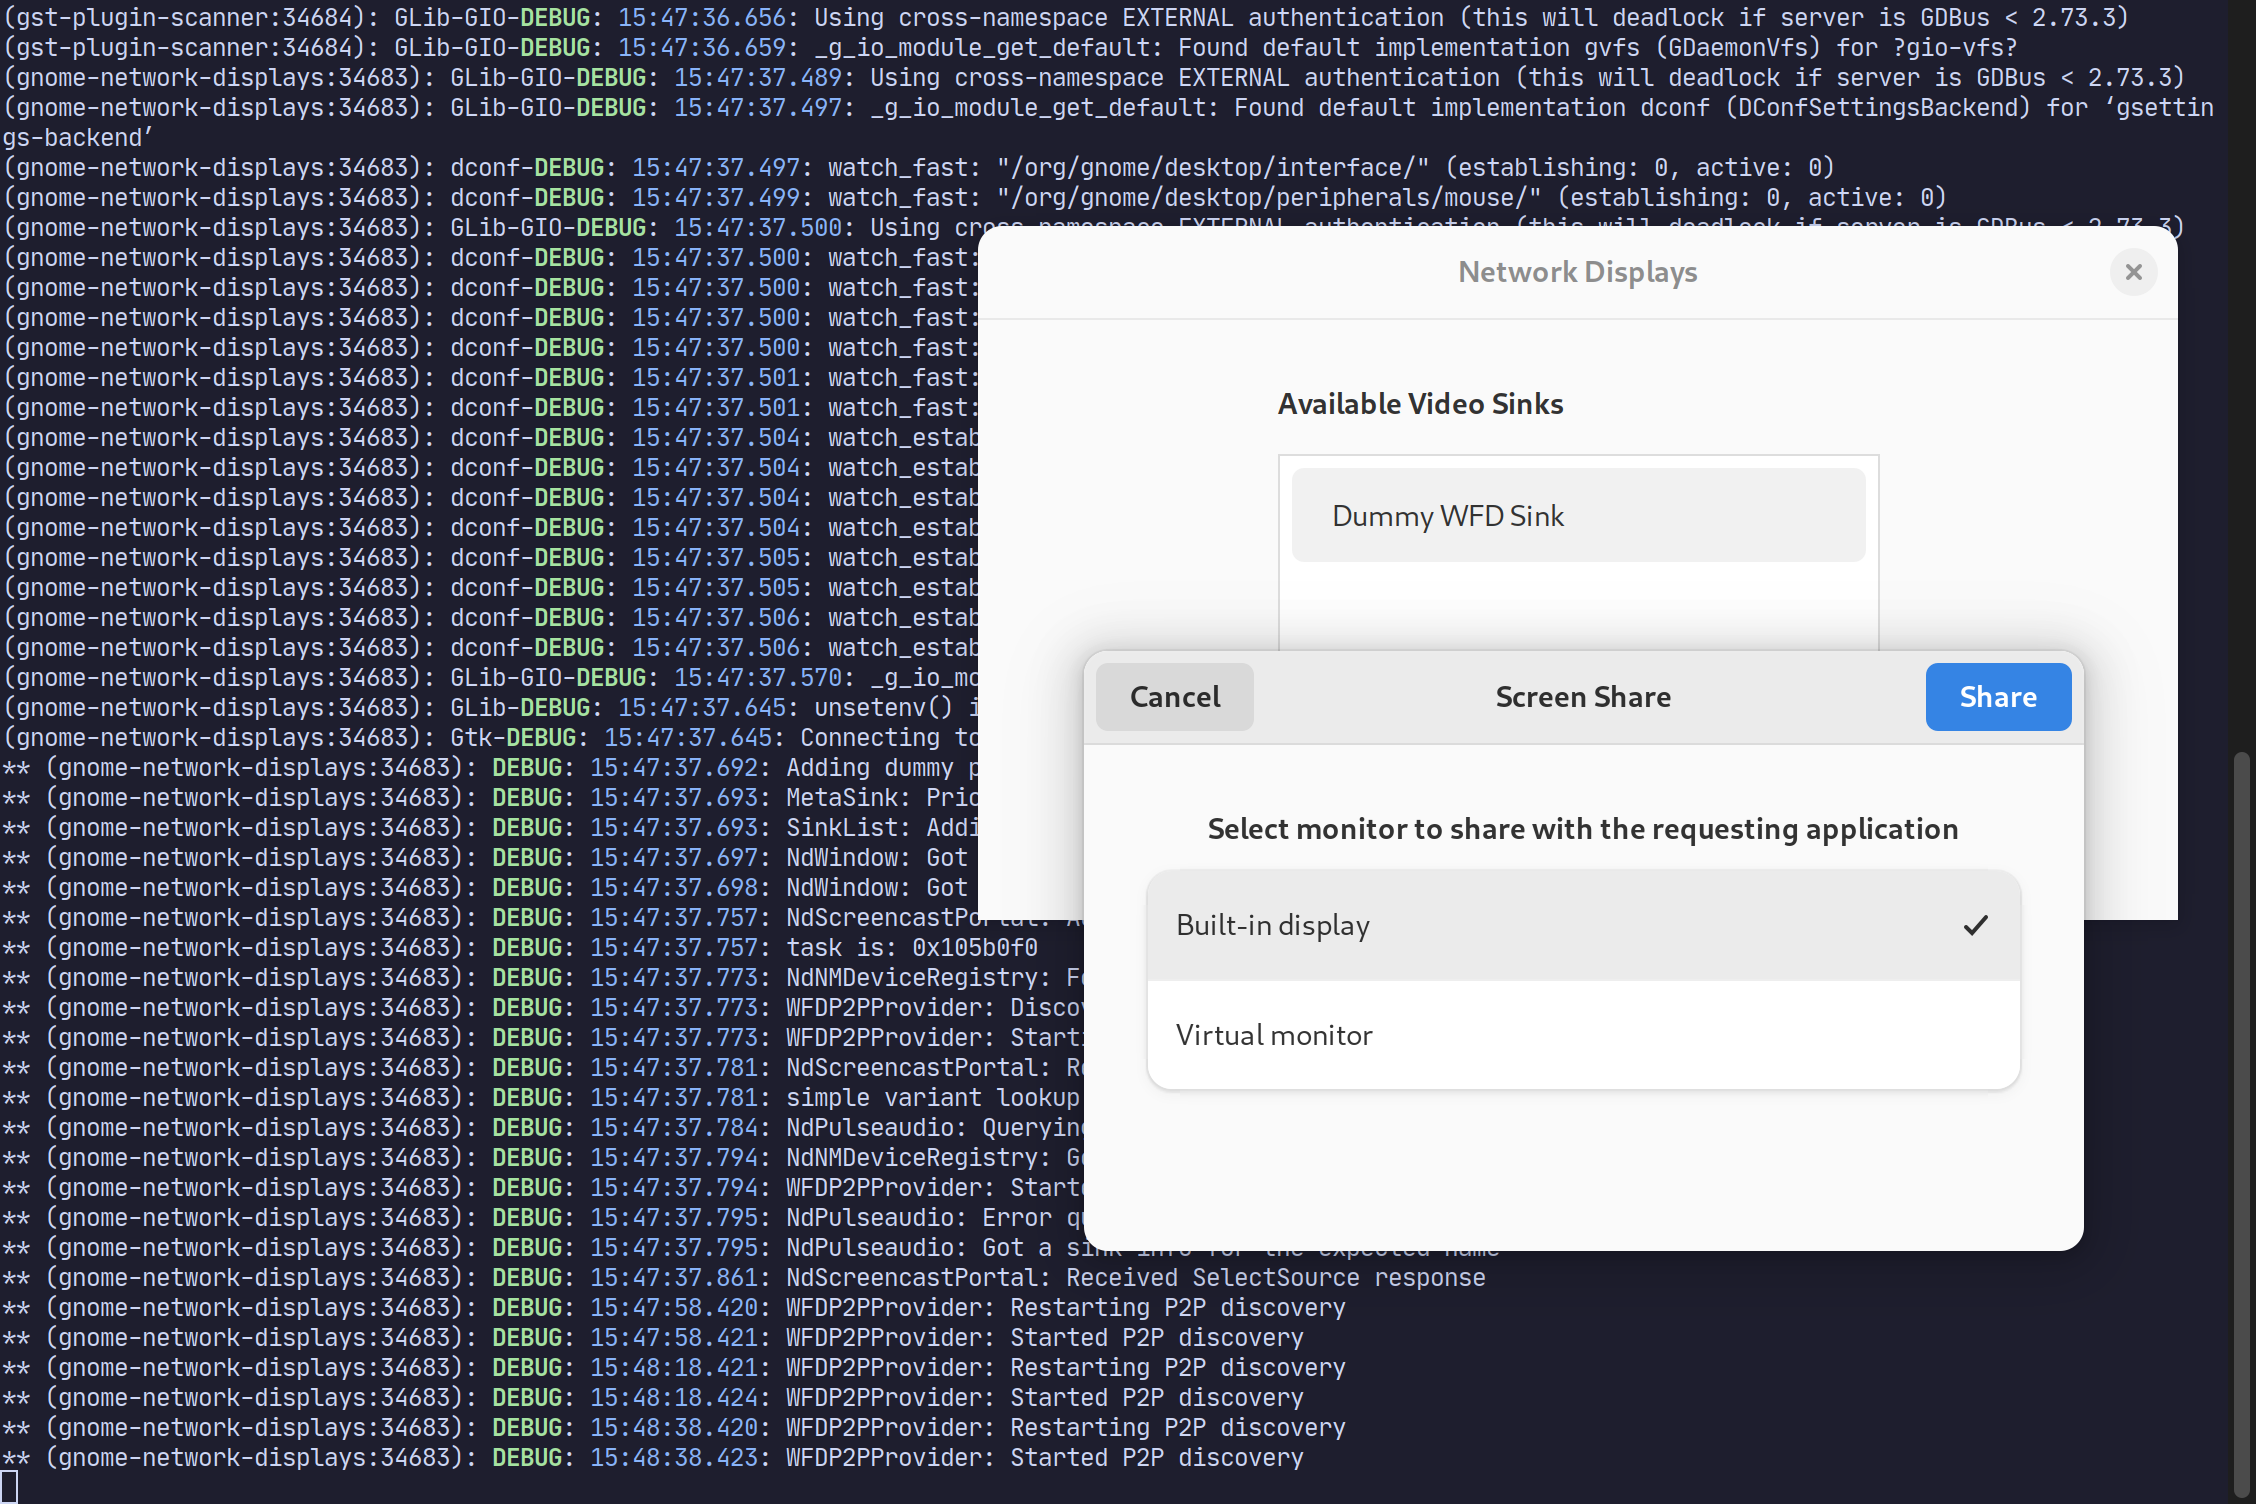 (gst-plugin-scanner:34684): GLib-GIO-DEBUG: 15:47:36.656: Using cross-namespace EXTERNAL authentication (this will deadlock if server is GDBus < 2.73.3)
(gst-plugin-scanner:34684): GLib-GIO-DEBUG: 15:47:36.659: _g_io_module_get_default: Found default implementation gvfs (GDaemonVfs) for ?gio-vfs?
(gnome-network-displays:34683): GLib-GIO-DEBUG: 15:47:37.489: Using cross-namespace EXTERNAL authentication (this will deadlock if server is GDBus < 2.73.3)
(gnome-network-displays:34683): GLib-GIO-DEBUG: 15:47:37.497: _g_io_module_get_default: Found default implementation dconf (DConfSettingsBackend) for ‘gsettin
gs-backend’
(gnome-network-displays:34683): dconf-DEBUG: 15:47:37.497: watch_fast: "/org/gnome/desktop/interface/" (establishing: 0, active: 0)
(gnome-network-displays:34683): dconf-DEBUG: 15:47:37.499: watch_fast: "/org/gnome/desktop/peripherals/mouse/" (establishing: 0, active: 0)
(gnome-network-displays:34683): GLib-GIO-DEBUG: 15:47:37.500: Using cross-namespace EXTERNAL authentication (this will deadlock if server is GDBus < 2.73.3)
(gnome-network-displays:34683): dconf-DEBUG: 15:47:37.500: watch_fast:
(gnome-network-displays:34683): dconf-DEBUG: 15:47:37.500: watch_fast:
(gnome-network-displays:34683): dconf-DEBUG: 15:47:37.500: watch_fast:
(gnome-network-displays:34683): dconf-DEBUG: 15:47:37.500: watch_fast:
(gnome-network-displays:34683): dconf-DEBUG: 15:47:37.501: watch_fast:
(gnome-network-displays:34683): dconf-DEBUG: 15:47:37.501: watch_fast:
(gnome-network-displays:34683): dconf-DEBUG: 15:47:37.504: watch_estab
(gnome-network-displays:34683): dconf-DEBUG: 15:47:37.504: watch_estab
(gnome-network-displays:34683): dconf-DEBUG: 15:47:37.504: watch_estab
(gnome-network-displays:34683): dconf-DEBUG: 15:47:37.504: watch_estab
(gnome-network-displays:34683): dconf-DEBUG: 15:47:37.505: watch_estab
(gnome-network-displays:34683): dconf-DEBUG: 15:47:37.505: watch_estab
(gnome-network-displays:34683): dconf-DEBUG: 15:47:37.506: watch_estab
(gnome-network-displays:34683): dconf-DEBUG: 15:47:37.506: watch_estab
(gnome-network-displays:34683): GLib-GIO-DEBUG: 15:47:37.570: _g_io_mo
(gnome-network-displays:34683): GLib-DEBUG: 15:47:37.645: unsetenv() i
(gnome-network-displays:34683): Gtk-DEBUG: 15:47:37.645: Connecting to
** (gnome-network-displays:34683): DEBUG: 15:47:37.692: Adding dummy p
** (gnome-network-displays:34683): DEBUG: 15:47:37.693: MetaSink: Prio
** (gnome-network-displays:34683): DEBUG: 15:47:37.693: SinkList: Addi
** (gnome-network-displays:34683): DEBUG: 15:47:37.697: NdWindow: Got
** (gnome-network-displays:34683): DEBUG: 15:47:37.698: NdWindow: Got
** (gnome-network-displays:34683): DEBUG: 15:47:37.757: NdScreencastPortal:
** (gnome-network-displays:34683): DEBUG: 15:47:37.757: task is: 0x105b0f0
** (gnome-network-displays:34683): DEBUG: 15:47:37.773: NdNMDeviceRegistry: Fo
** (gnome-network-displays:34683): DEBUG: 15:47:37.773: WFDP2PProvider: Discov
** (gnome-network-displays:34683): DEBUG: 15:47:37.773: WFDP2PProvider: Starti
** (gnome-network-displays:34683): DEBUG: 15:47:37.781: NdScreencastPortal: Re
** (gnome-network-displays:34683): DEBUG: 15:47:37.781: simple variant lookup
** (gnome-network-displays:34683): DEBUG: 15:47:37.784: NdPulseaudio: Querying
** (gnome-network-displays:34683): DEBUG: 15:47:37.794: NdNMDeviceRegistry: Go
** (gnome-network-displays:34683): DEBUG: 15:47:37.794: WFDP2PProvider: Starte
** (gnome-network-displays:34683): DEBUG: 15:47:37.795: NdPulseaudio: Error qu
** (gnome-network-displays:34683): DEBUG: 15:47:37.795: NdPulseaudio: Got a sink info for the expected name
** (gnome-network-displays:34683): DEBUG: 15:47:37.861: NdScreencastPortal: Received SelectSource response
** (gnome-network-displays:34683): DEBUG: 15:47:58.420: WFDP2PProvider: Restarting P2P discovery
** (gnome-network-displays:34683): DEBUG: 15:47:58.421: WFDP2PProvider: Started P2P discovery
** (gnome-network-displays:34683): DEBUG: 15:48:18.421: WFDP2PProvider: Restarting P2P discovery
** (gnome-network-displays:34683): DEBUG: 15:48:18.424: WFDP2PProvider: Started P2P discovery
** (gnome-network-displays:34683): DEBUG: 15:48:38.420: WFDP2PProvider: Restarting P2P discovery
** (gnome-network-displays:34683): DEBUG: 15:48:38.423: WFDP2PProvider: Started P2P discovery
Network Displays
Available Video Sinks
Dummy WFD Sink
Cancel
Screen Share
Share
Select monitor to share with the requesting application
Built-in display
Virtual monitor